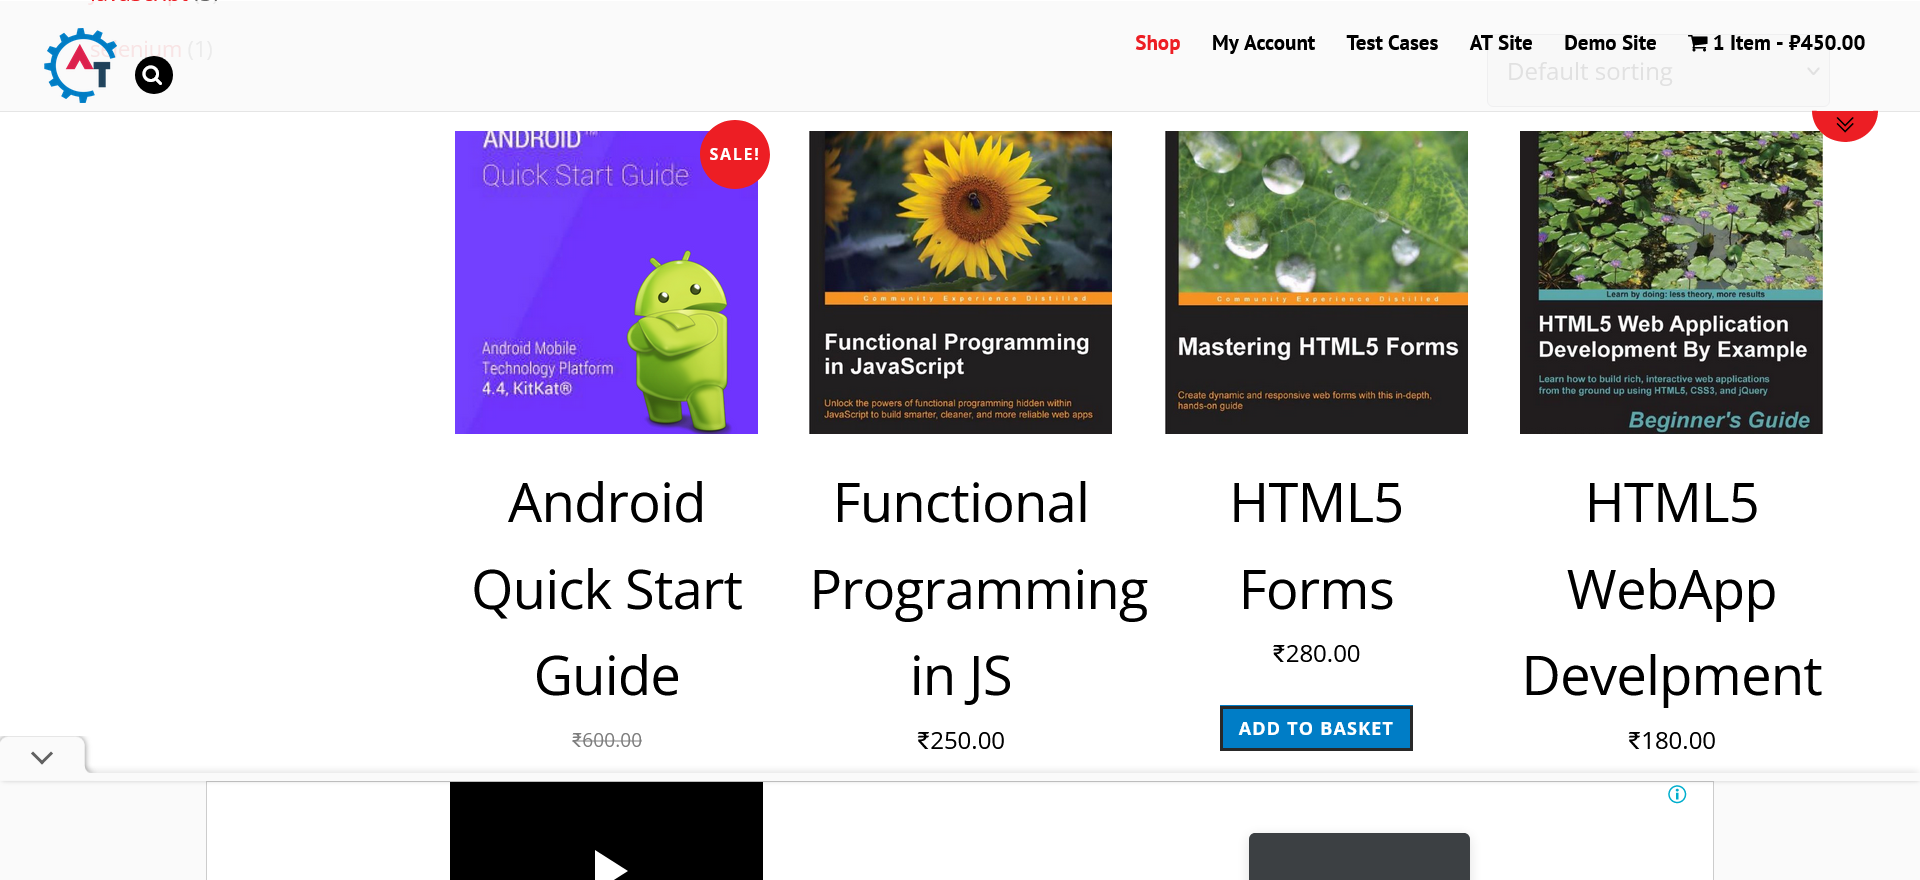 selenium (1)
AT
Shop
My Account
Test Cases
AT Site
Demo Site
1 Item - ₽450.00
Default sorting
ANDROID™
Quick Start Guide
SALE!
Android Mobile
Technology Platform
4.4, KitKat®
Community Experience Distilled
Functional Programming
in JavaScript
Unlock the powers of functional programming hidden within
JavaScript to build smarter, cleaner, and more reliable web apps
Community Experience Distilled
Mastering HTML5 Forms
Create dynamic and responsive web forms with this in-depth,
hands-on guide
Learn by doing: less theory, more results
HTML5 Web Application
Development By Example
Learn how to build rich, interactive web applications
from the ground up using HTML5, CSS3, and jQuery
Beginner's Guide
Android
Quick Start
Guide
₹600.00
Functional
Programming
in JS
₹250.00
HTML5
Forms
₹280.00
ADD TO BASKET
HTML5
WebApp
Develpment
₹180.00